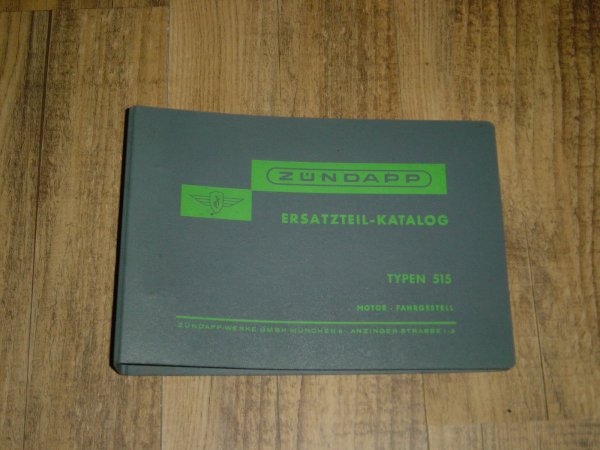 ZÜNDAPP
ERSATZTEIL-KATALOG
TYPEN 515
MOTOR - FAHRGESTELL
ZÜNDAPP-WERKE GMBH MÜNCHEN 8 · ANZINGER STRASSE 1-3